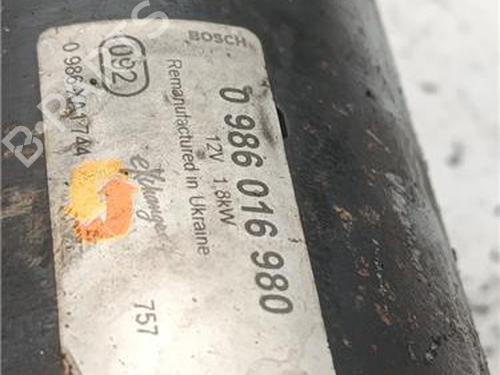 BOSCH
0 986 016 980
12V 1.8kW
Remanufactured in Ukraine
092
eXchange
757